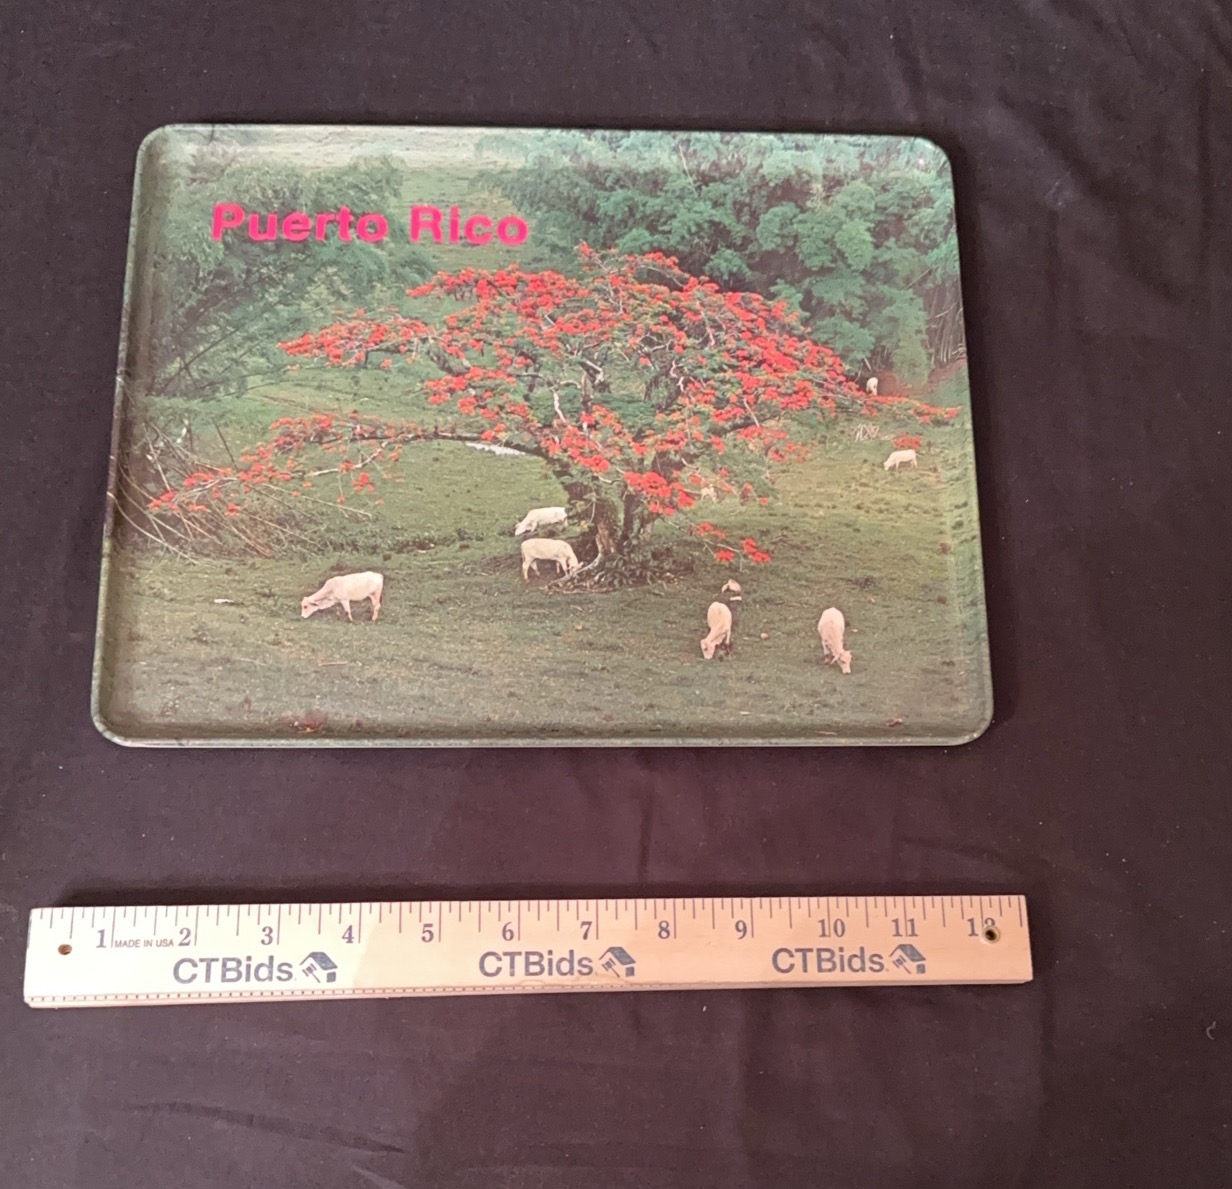 Puerto Rico
1 MADE IN USA 2 3 4 5 6 7 8 9 10 11 12
CTBids CTBids CTBids